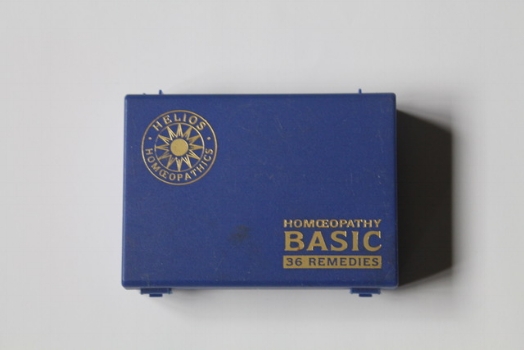 · HELIOS ·
HOMŒOPATHICS
HOMŒOPATHY
BASIC
36 REMEDIES